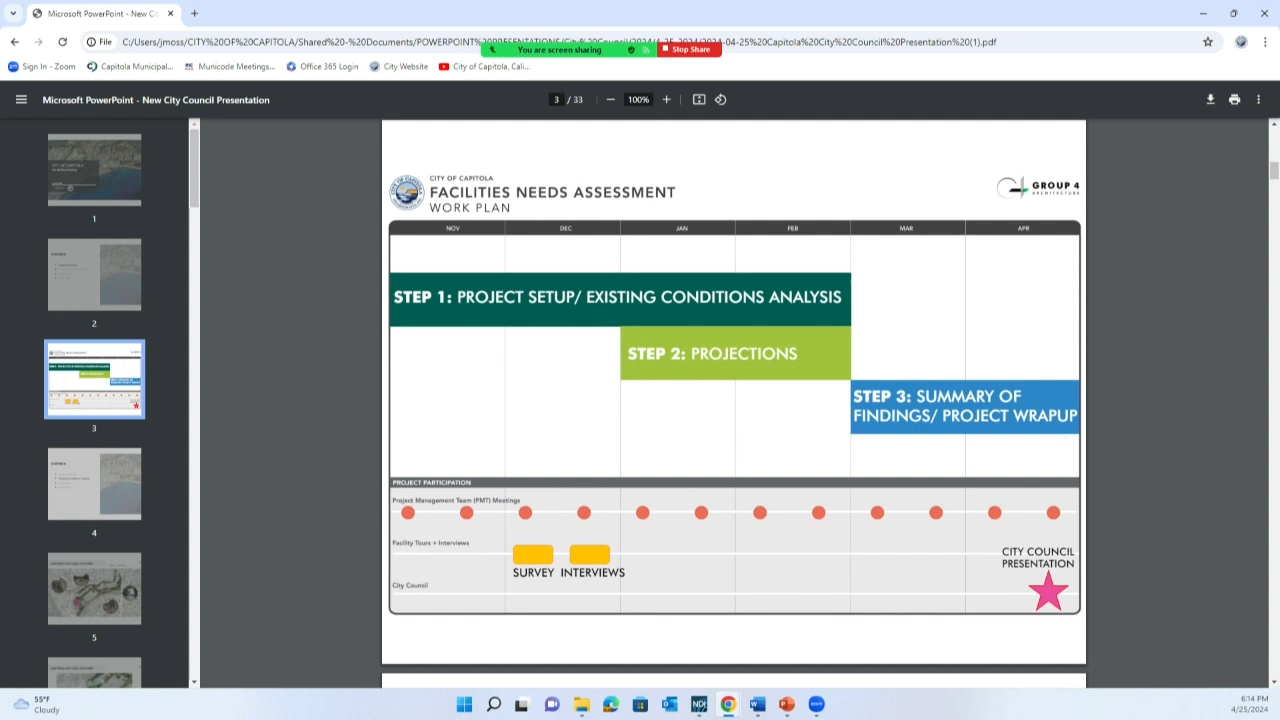 Microsoft PowerPoint - New Ci
File
C:/Users/jmoss/CITY%20OF%20CAPITOLA/Shared%20-%20Documents/POWERPOINT%20PRESENTATIONS/City%20Council/2024/4-25-2024/2024-04-25%20Capitola%20City%20Council%20Presentation%20(1).pdf
You are screen sharing
Stop Share
Sign In - Zoom
Capitola Municipal...
Municode Meetings...
Office 365 Login
City Website
City of Capitola, Cali...
Microsoft PowerPoint - New City Council Presentation
3 / 33
100%
1
2
3
4
5
CITY OF CAPITOLA
FACILITIES NEEDS ASSESSMENT
WORK PLAN
GROUP 4
ARCHITECTURE
NOV DEC JAN FEB MAR APR
STEP 1: PROJECT SETUP/ EXISTING CONDITIONS ANALYSIS
STEP 2: PROJECTIONS
STEP 3: SUMMARY OF
FINDINGS/ PROJECT WRAPUP
PROJECT PARTICIPATION
Project Management Team (PMT) Meetings
Facility Tours + Interviews
SURVEY INTERVIEWS
CITY COUNCIL
PRESENTATION
City Council
55°F
Cloudy
6:14 PM
4/25/2024